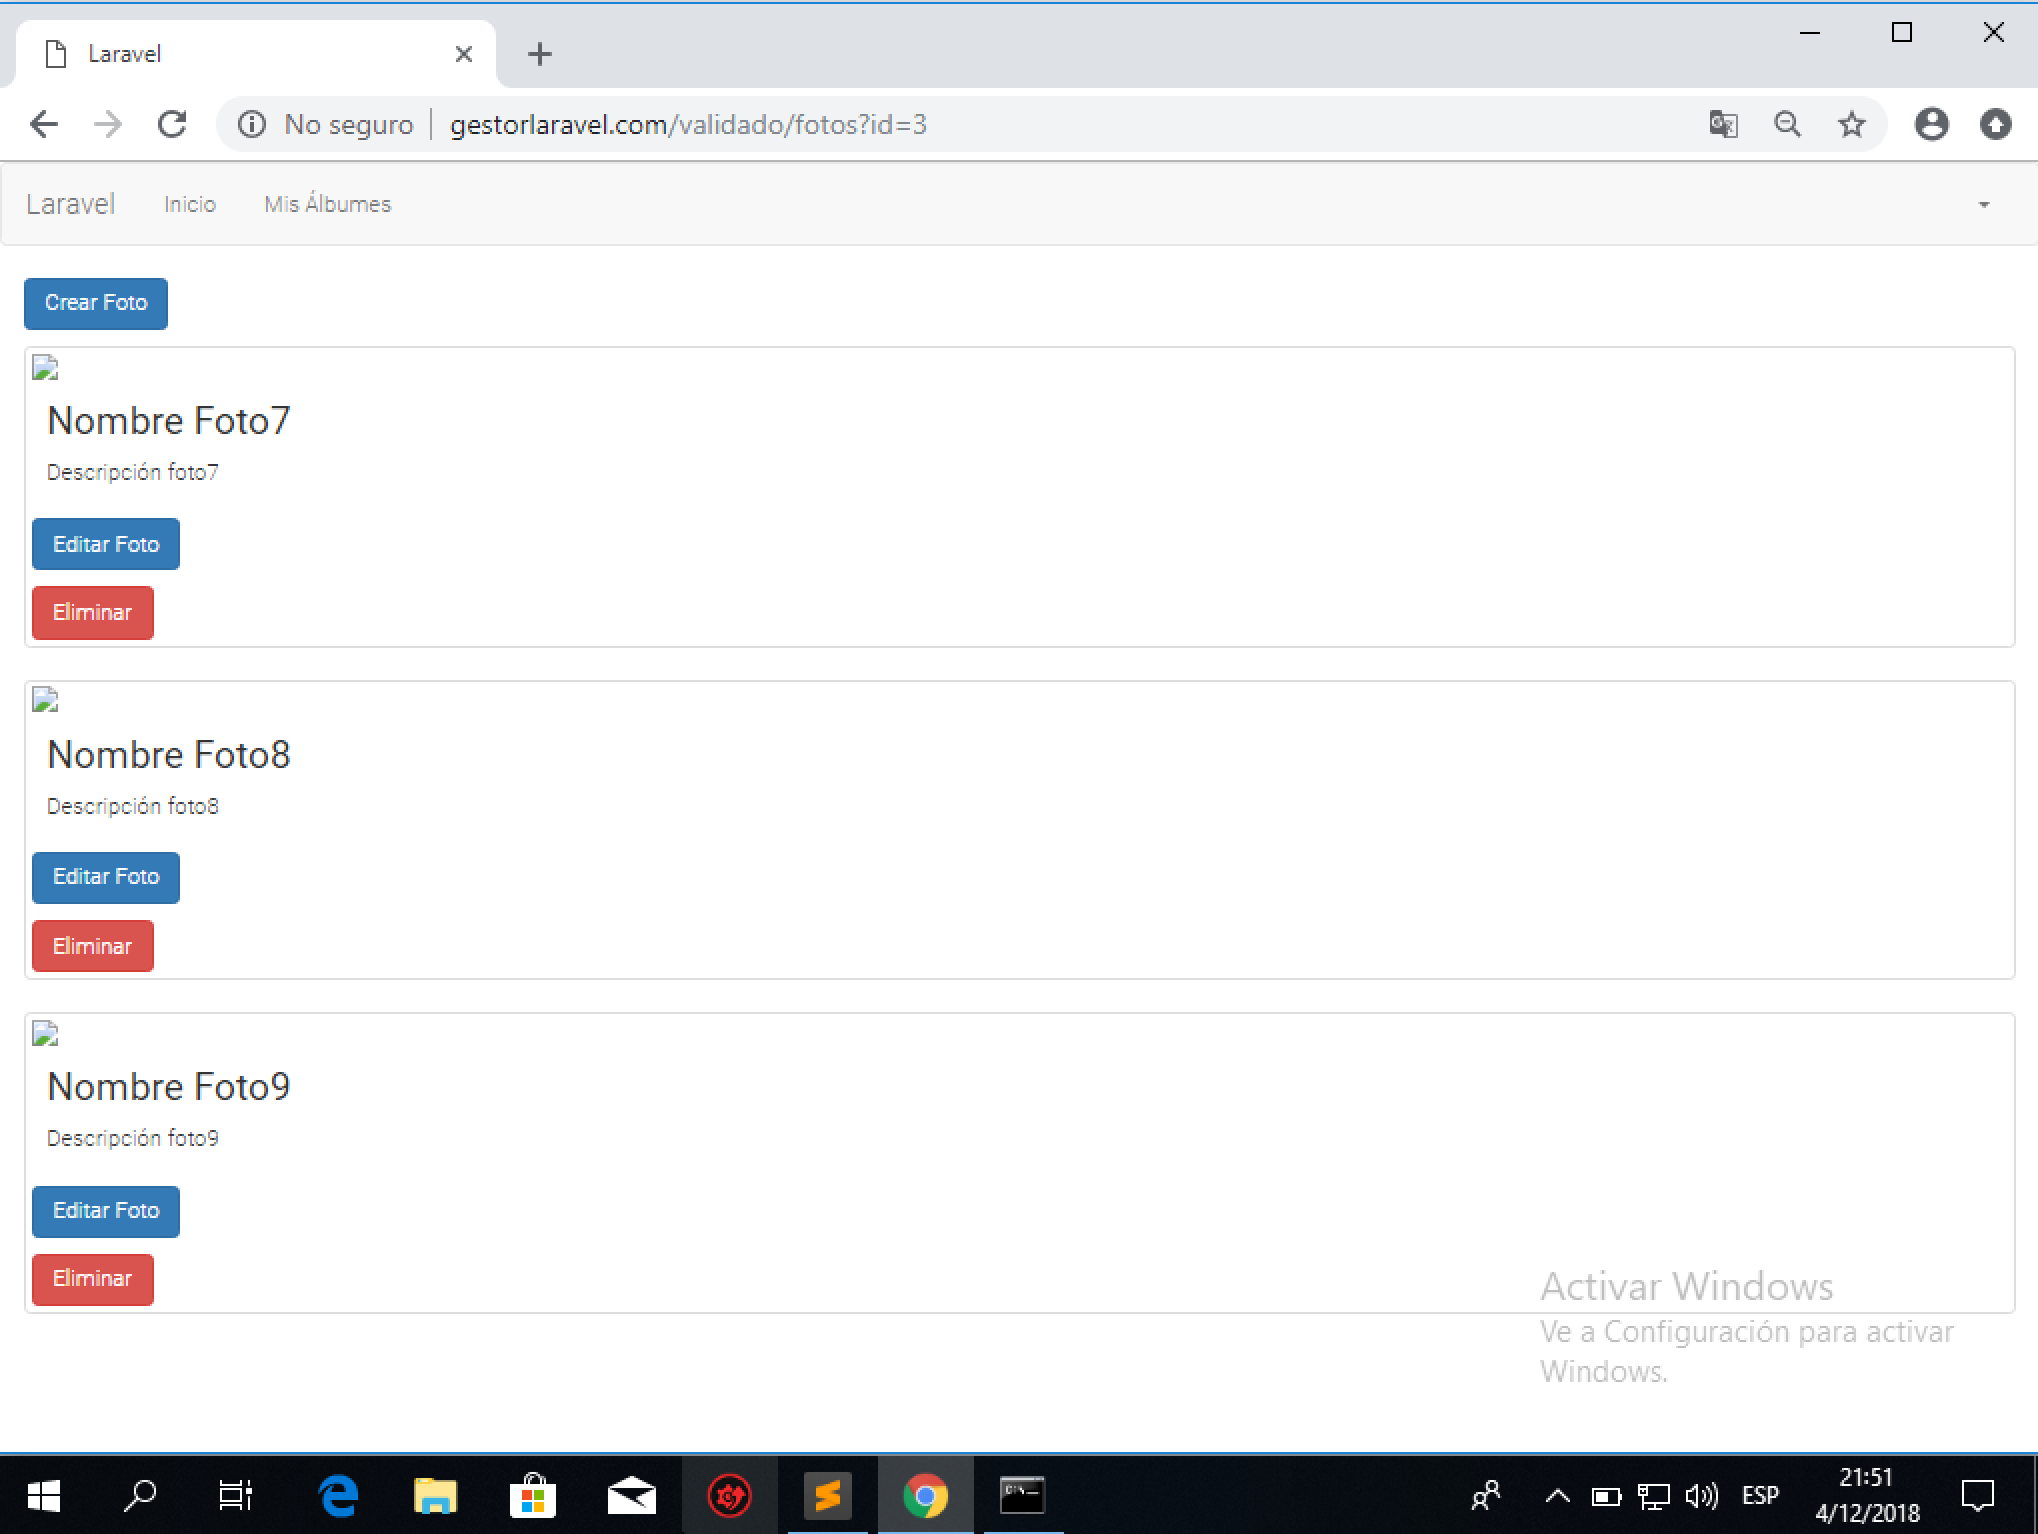 Laravel
No seguro
gestorlaravel.com/validado/fotos?id=3
Laravel Inicio Mis Álbumes
Crear Foto
Nombre Foto7
Descripción foto7
Editar Foto
Eliminar
Nombre Foto8
Descripción foto8
Editar Foto
Eliminar
Nombre Foto9
Descripción foto9
Editar Foto
Eliminar
Activar Windows
Ve a Configuración para activar
Windows.
ESP
21:51
4/12/2018